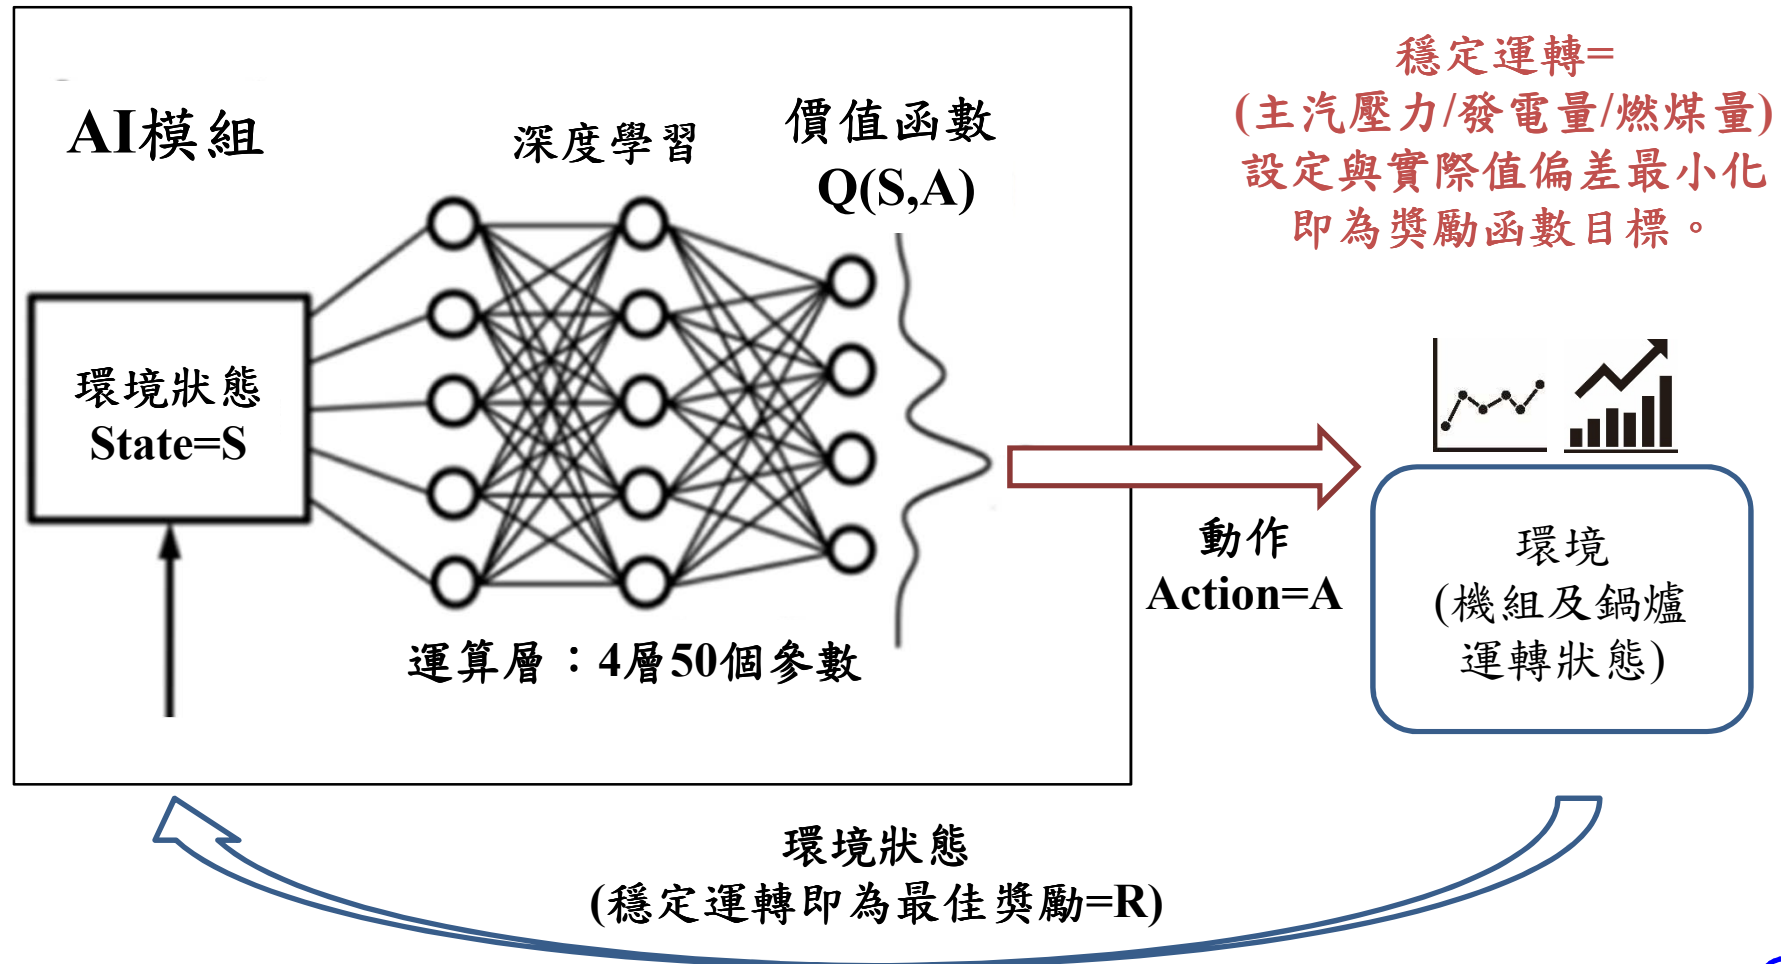 AI模組
深度學習
價值函數
Q(S,A)
環境狀態
State=S
運算層：4層50個參數
穩定運轉=
(主汽壓力/發電量/燃煤量)
設定與實際值偏差最小化
即為獎勵函數目標。
動作
Action=A
環境
(機組及鍋爐
運轉狀態)
環境狀態
(穩定運轉即為最佳獎勵=R)